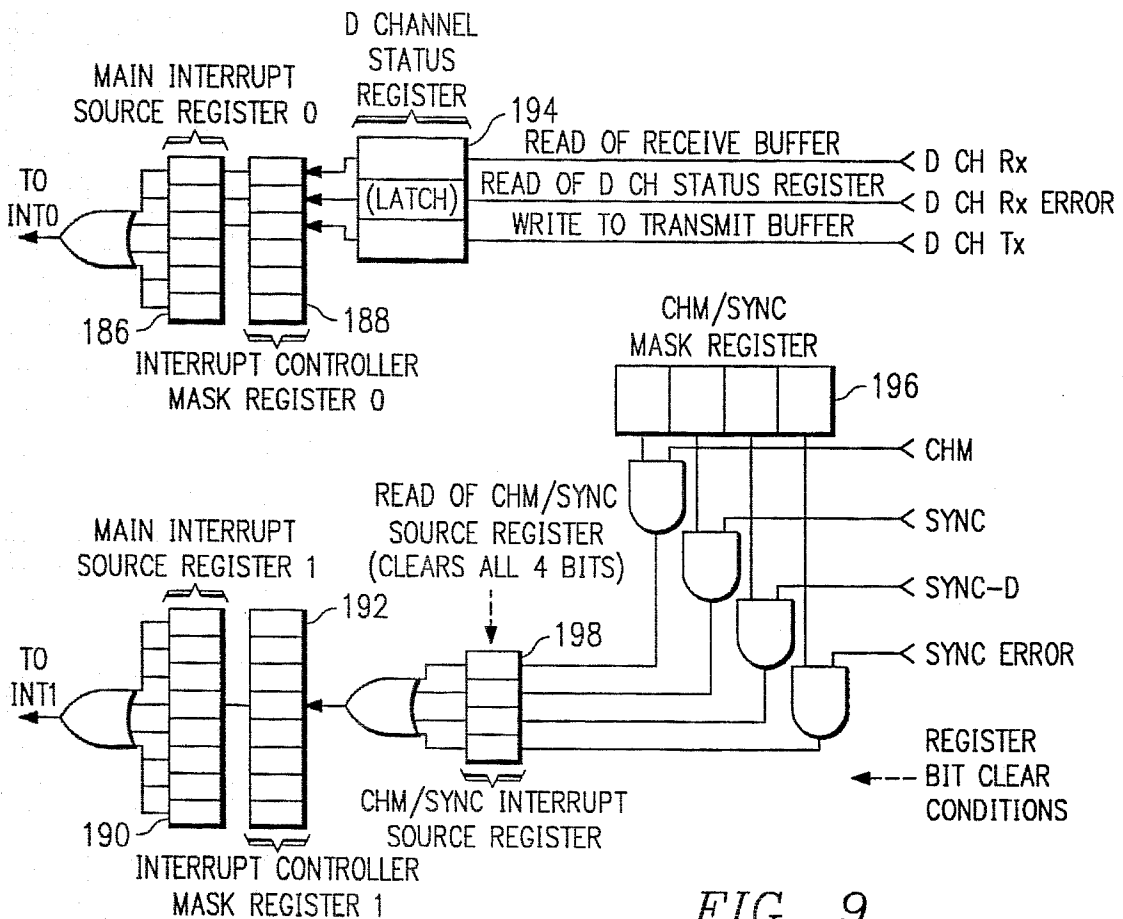 D CHANNEL
STATUS
REGISTER
MAIN INTERRUPT
SOURCE REGISTER 0
194
READ OF RECEIVE BUFFER
D CH Rx
TO
INT0
(LATCH)
READ OF D CH STATUS REGISTER
D CH Rx ERROR
WRITE TO TRANSMIT BUFFER
D CH Tx
186
188
INTERRUPT CONTROLLER
MASK REGISTER 0
CHM/SYNC
MASK REGISTER
196
CHM
READ OF CHM/SYNC
SOURCE REGISTER
(CLEARS ALL 4 BITS)
SYNC
MAIN INTERRUPT
SOURCE REGISTER 1
SYNC-D
192
198
SYNC ERROR
TO
INT1
REGISTER
BIT CLEAR
CONDITIONS
CHM/SYNC INTERRUPT
SOURCE REGISTER
190
INTERRUPT CONTROLLER
MASK REGISTER 1
FIG. 9